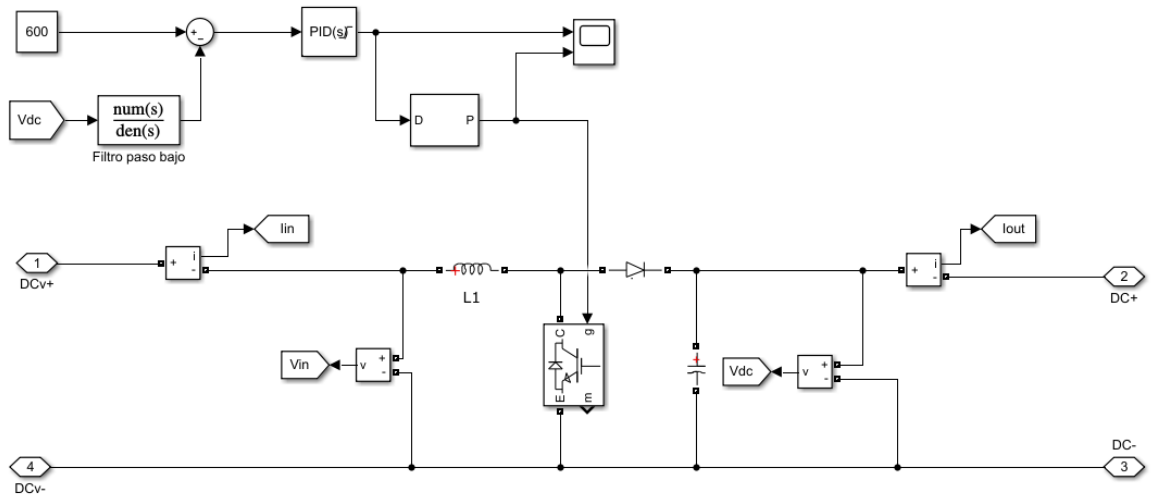 600
+
-
PID(s)
Vdc
num(s)
den(s)
Filtro paso bajo
D
P
Iin
Iout
1
DCv+
+
i
-
L1
+
i
-
2
DC+
C
g
E
m
Vin
v
+
-
Vdc
v
+
-
4
DCv-
DC-
3